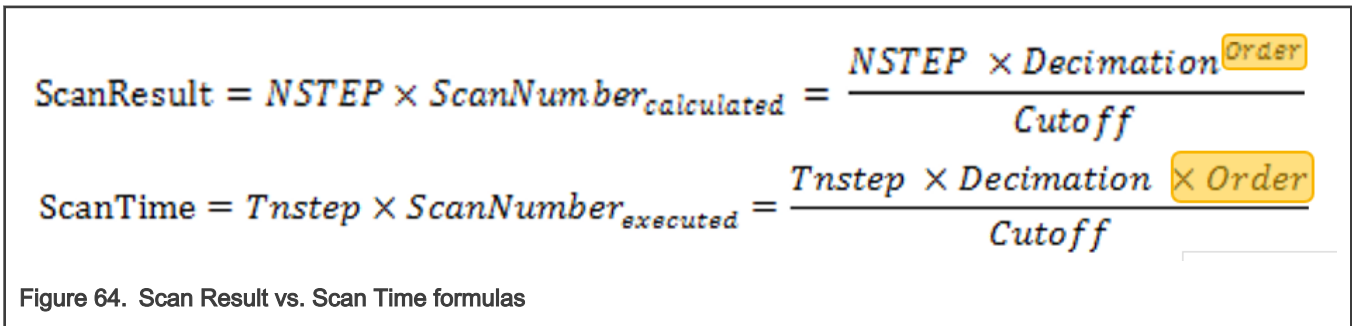 ScanResult = NSTEP × ScanNumber_calculated = NSTEP × Decimation^Order / Cutoff
ScanTime = Tnstep × ScanNumber_executed = Tnstep × Decimation × Order / Cutoff
Figure 64. Scan Result vs. Scan Time formulas